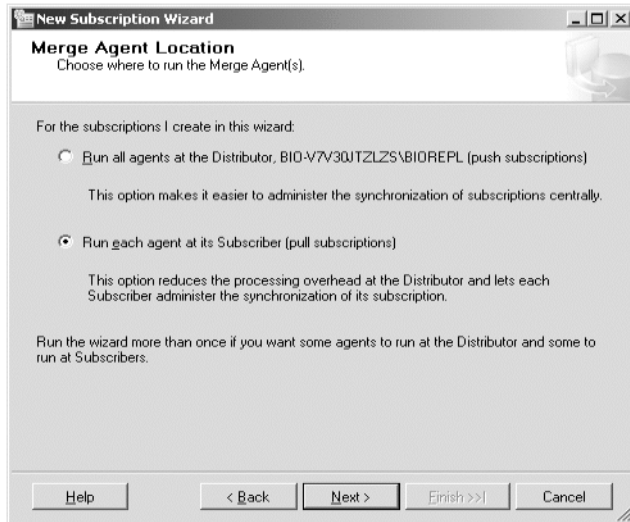 New Subscription Wizard
Merge Agent Location
Choose where to run the Merge Agent(s).
For the subscriptions I create in this wizard:
Run all agents at the Distributor, BIO-V7V30JTZLZS\BIOREPL (push subscriptions)
This option makes it easier to administer the synchronization of subscriptions centrally.
Run each agent at its Subscriber (pull subscriptions)
This option reduces the processing overhead at the Distributor and lets each
Subscriber administer the synchronization of its subscription.
Run the wizard more than once if you want some agents to run at the Distributor and some to
run at Subscribers.
Help < Back Next > Finish >>| Cancel